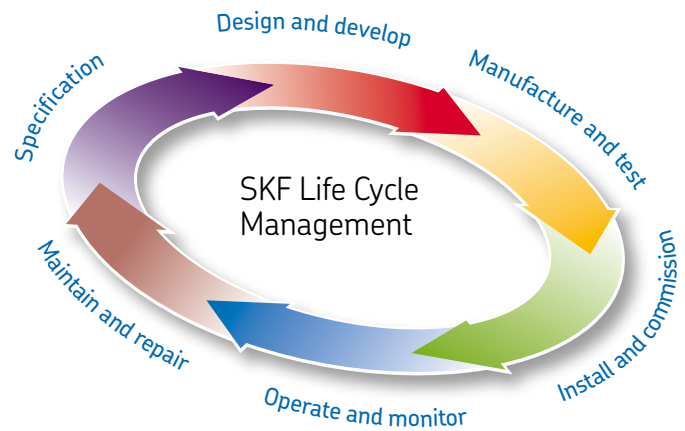 Design and develop
Manufacture and test
Specification
SKF Life Cycle
Management
Install and commission
Maintain and repair
Operate and monitor